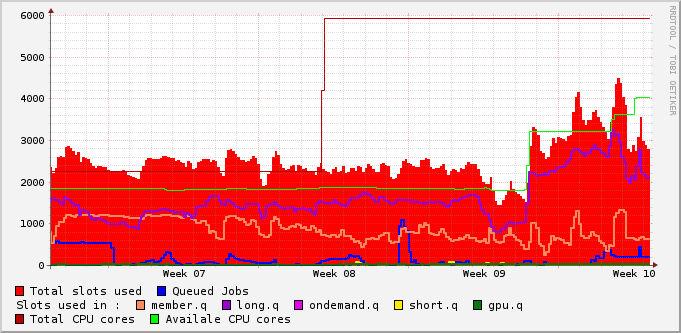 RRDTOOL / TOBI OETIKER
6000
5000
4000
3000
2000
1000
0
Week 07 Week 08 Week 09 Week 10
Total slots used Queued Jobs
Slots used in : member.q long.q ondemand.q short.q gpu.q
Total CPU cores Availale CPU cores